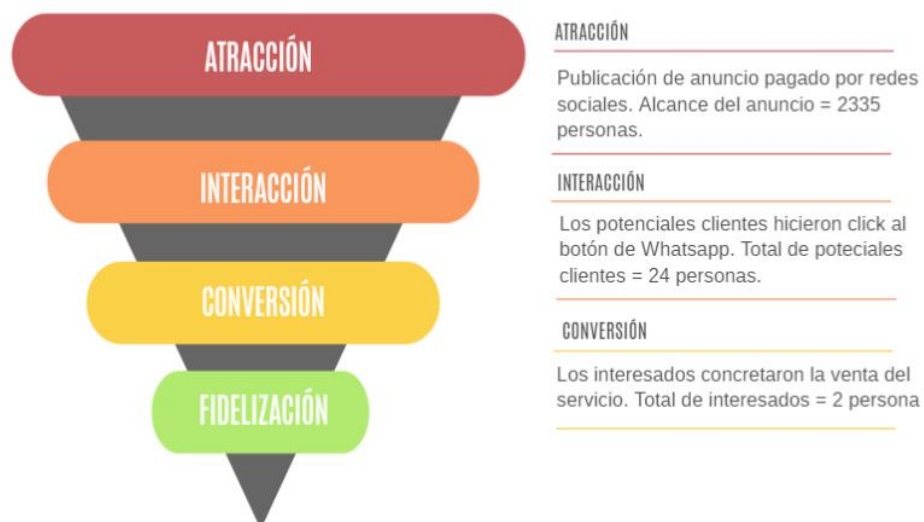 ATRACCIÓN
INTERACCIÓN
CONVERSIÓN
FIDELIZACIÓN
ATRACCIÓN
Publicación de anuncio pagado por redes
sociales. Alcance del anuncio = 2335
personas.
INTERACCIÓN
Los potenciales clientes hicieron click al
botón de Whatsapp. Total de poteciales
clientes = 24 personas.
CONVERSIÓN
Los interesados concretaron la venta del
servicio. Total de interesados = 2 persona